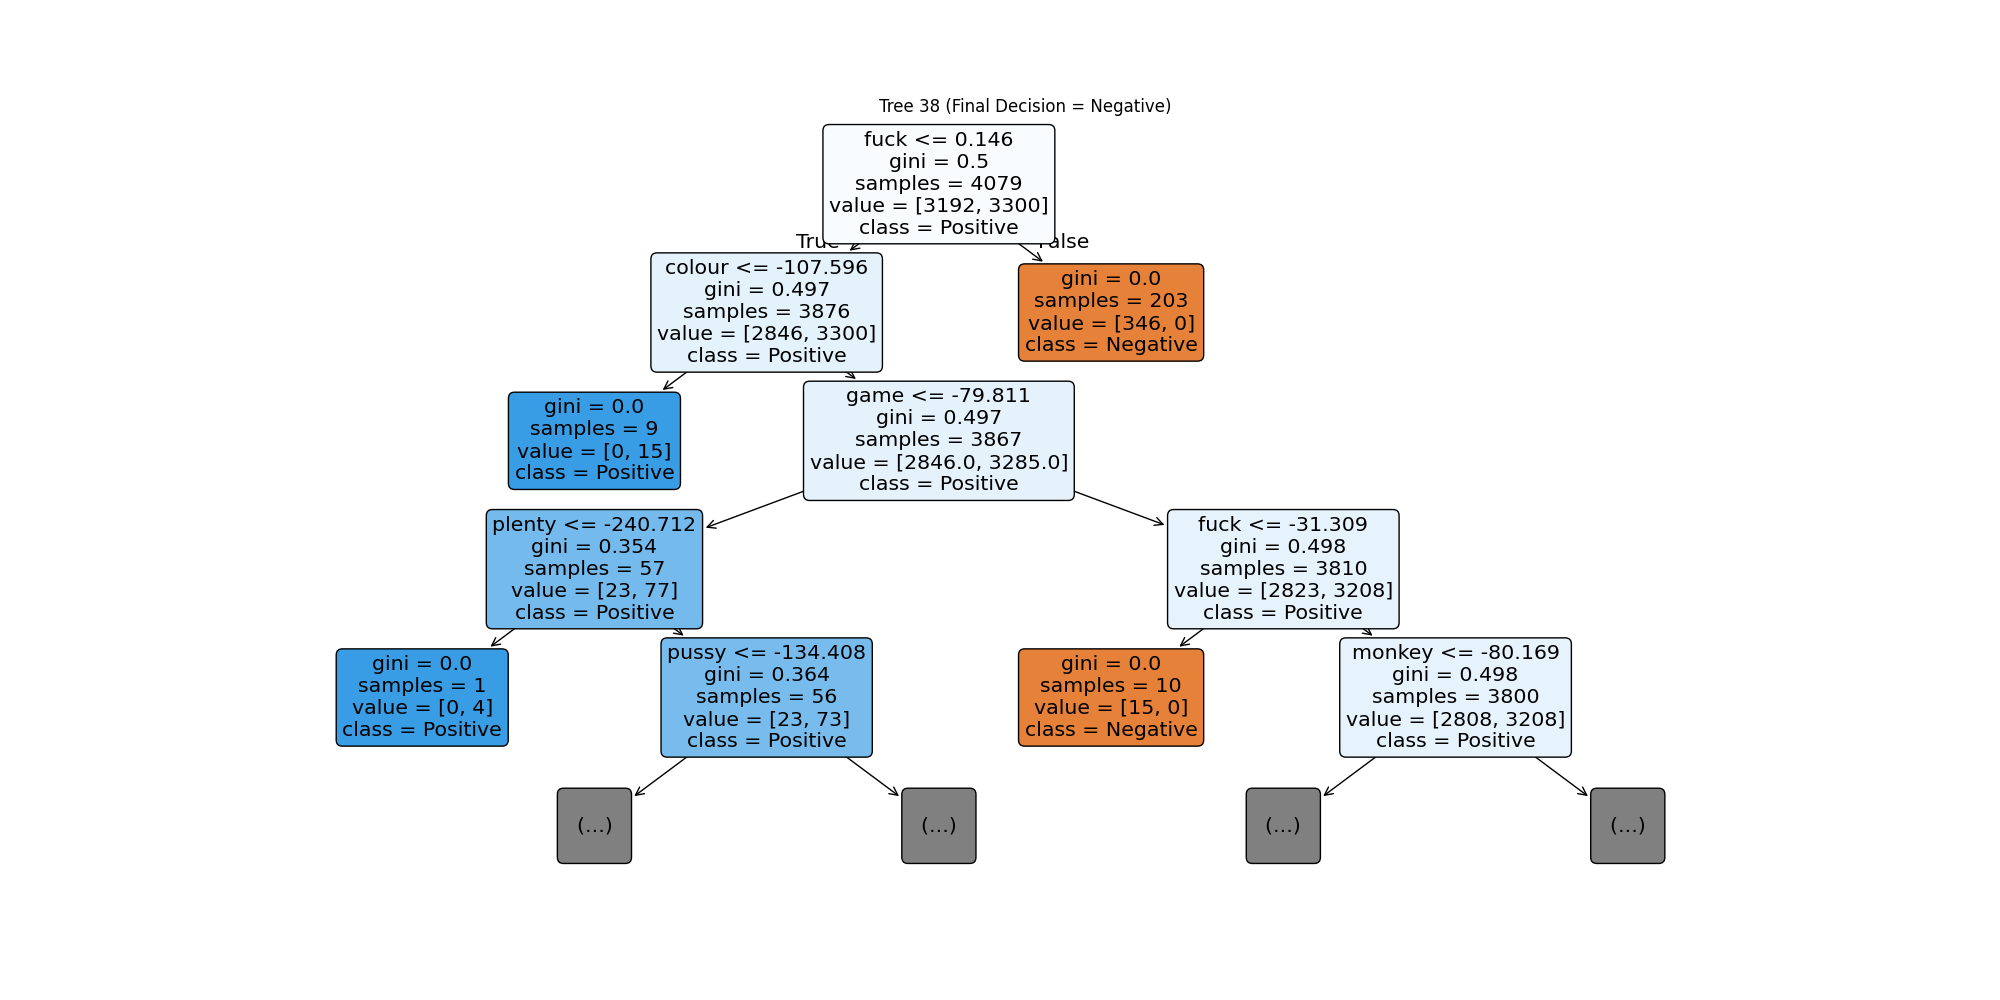 Tree 38 (Final Decision = Negative)
fuck <= 0.146
gini = 0.5
samples = 4079
value = [3192, 3300]
class = Positive
True
False
colour <= -107.596
gini = 0.497
samples = 3876
value = [2846, 3300]
class = Positive
gini = 0.0
samples = 203
value = [346, 0]
class = Negative
gini = 0.0
samples = 9
value = [0, 15]
class = Positive
game <= -79.811
gini = 0.497
samples = 3867
value = [2846.0, 3285.0]
class = Positive
plenty <= -240.712
gini = 0.354
samples = 57
value = [23, 77]
class = Positive
fuck <= -31.309
gini = 0.498
samples = 3810
value = [2823, 3208]
class = Positive
gini = 0.0
samples = 1
value = [0, 4]
class = Positive
pussy <= -134.408
gini = 0.364
samples = 56
value = [23, 73]
class = Positive
gini = 0.0
samples = 10
value = [15, 0]
class = Negative
monkey <= -80.169
gini = 0.498
samples = 3800
value = [2808, 3208]
class = Positive
(...)
(...)
(...)
(...)